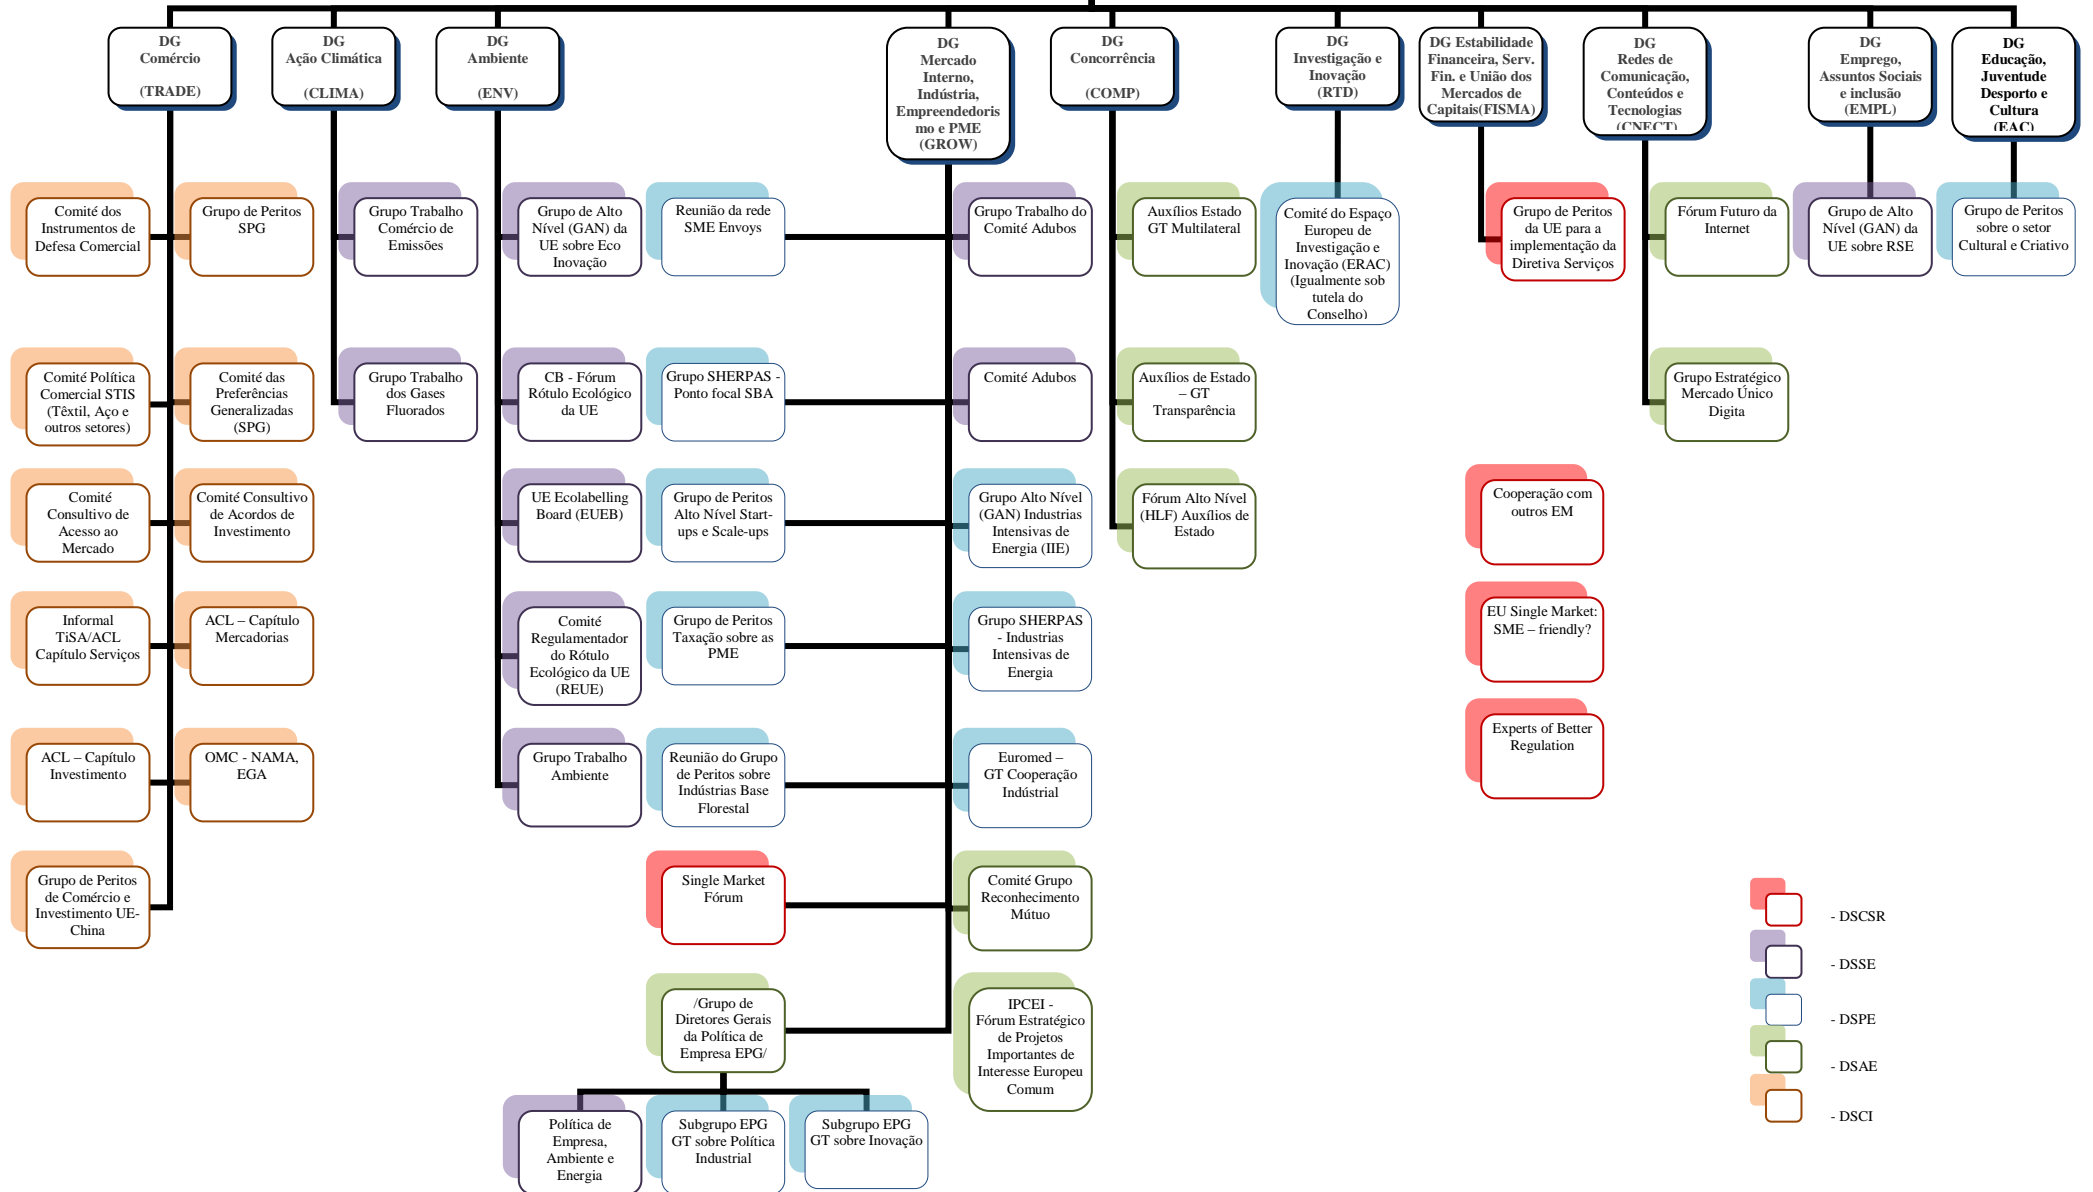 DG
Comércio
(TRADE)
DG
Ação Climática
(CLIMA)
DG
Ambiente
(ENV)
DG
Mercado
Interno,
Indústria,
Empreendedoris
mo e PME
(GROW)
DG
Concorrência
(COMP)
DG
Investigação e
Inovação
(RTD)
DG Estabilidade
Financeira, Serv.
Fin. e União dos
Mercados de
Capitais(FISMA)
DG
Redes de
Comunicação,
Conteúdos e
Tecnologias
(CNECT)
DG
Emprego,
Assuntos Sociais
e inclusão
(EMPL)
DG
Educação,
Juventude
Desporto e
Cultura
(EAC)
Comité dos
Instrumentos de
Defesa Comercial
Grupo de Peritos
SPG
Grupo Trabalho
Comércio de
Emissões
Grupo de Alto
Nível (GAN) da
UE sobre Eco
Inovação
Reunião da rede
SME Envoys
Grupo Trabalho do
Comité Adubos
Auxílios Estado
GT Multilateral
Comité do Espaço
Europeu de
Investigação e
Inovação (ERAC)
(Igualmente sob
tutela do
Conselho)
Grupo de Peritos
da UE para a
implementação da
Diretiva Serviços
Fórum Futuro da
Internet
Grupo de Alto
Nível (GAN) da
UE sobre RSE
Grupo de Peritos
sobre o setor
Cultural e Criativo
Comité Política
Comercial STIS
(Têxtil, Aço e
outros setores)
Comité das
Preferências
Generalizadas
(SPG)
Grupo Trabalho
dos Gases
Fluorados
CB - Fórum
Rótulo Ecológico
da UE
Grupo SHERPAS -
Ponto focal SBA
Comité Adubos
Auxílios de Estado
– GT
Transparência
Grupo Estratégico
Mercado Único
Digita
Comité
Consultivo de
Acesso ao
Mercado
Comité Consultivo
de Acordos de
Investimento
UE Ecolabelling
Board (EUEB)
Grupo de Peritos
Alto Nível Start-
ups e Scale-ups
Grupo Alto Nível
(GAN) Industrias
Intensivas de
Energia (IIE)
Fórum Alto Nível
(HLF) Auxílios de
Estado
Cooperação com
outros EM
Informal
TiSA/ACL
Capítulo Serviços
ACL – Capítulo
Mercadorias
Comité
Regulamentador
do Rótulo
Ecológico da UE
(REUE)
Grupo de Peritos
Taxação sobre as
PME
Grupo SHERPAS
- Industrias
Intensivas de
Energia
EU Single Market:
SME – friendly?
ACL – Capítulo
Investimento
OMC - NAMA,
EGA
Grupo Trabalho
Ambiente
Reunião do Grupo
de Peritos sobre
Indústrias Base
Florestal
Euromed –
GT Cooperação
Indústrial
Experts of Better
Regulation
Grupo de Peritos
de Comércio e
Investimento UE-
China
Single Market
Fórum
Comité Grupo
Reconhecimento
Mútuo
/Grupo de
Diretores Gerais
da Política de
Empresa EPG/
IPCEI -
Fórum Estratégico
de Projetos
Importantes de
Interesse Europeu
Comum
Política de
Empresa,
Ambiente e
Energia
Subgrupo EPG
GT sobre Política
Industrial
Subgrupo EPG
GT sobre Inovação
- DSCSR
- DSSE
- DSPE
- DSAE
- DSCI